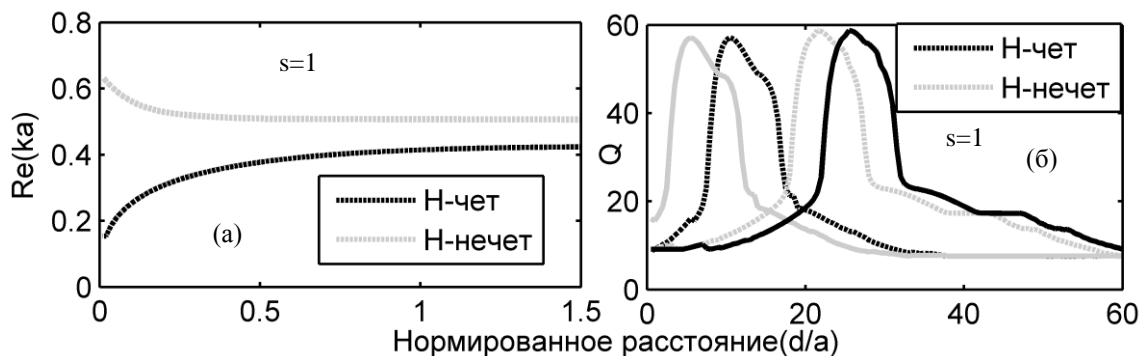 0.8
0.6
0.4
0.2
0
Re(ka)
s=1
(а)
Н-чет
Н-нечет
0
0.5
1
1.5
60
40
20
0
Q
Н-чет
Н-нечет
s=1
(б)
0
20
40
60
Нормированное расстояние(d/a)